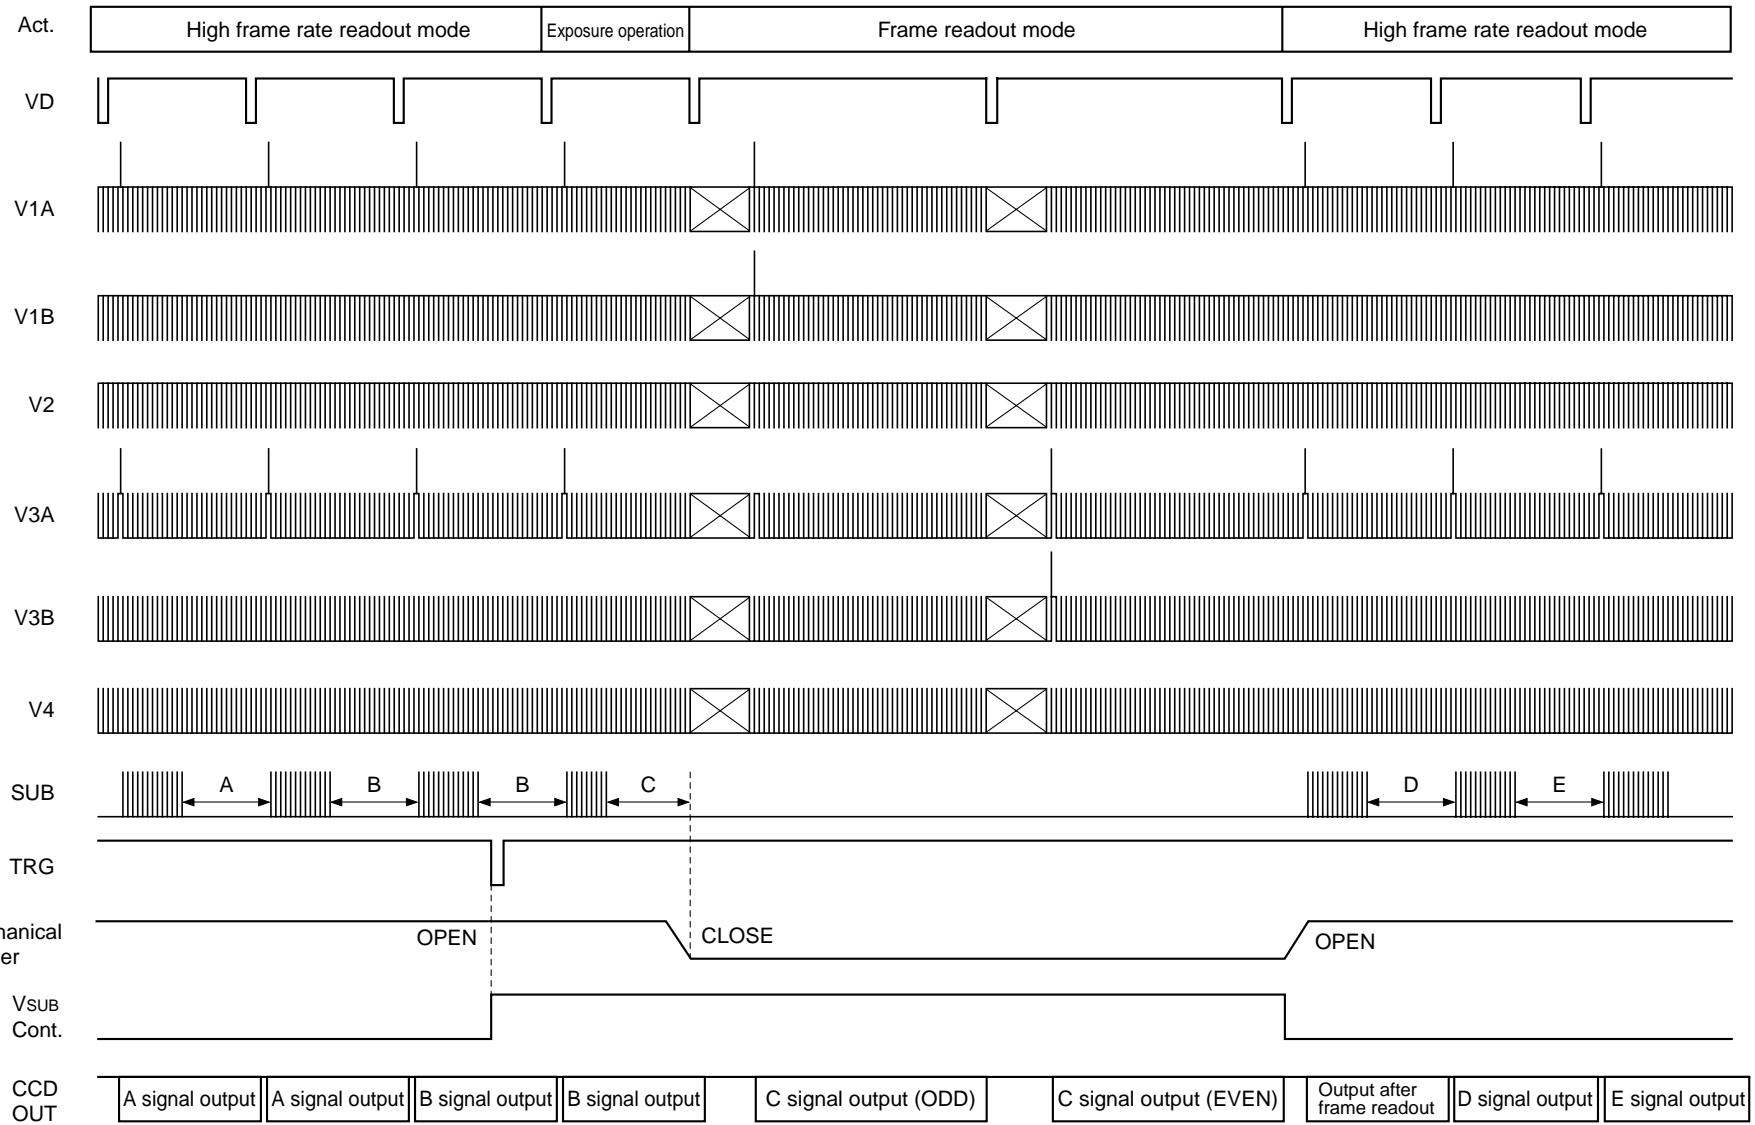 Act. High frame rate readout mode Exposure operation Frame readout mode High frame rate readout mode
VD
V1A
V1B
V2
V3A
V3B
V4
SUB A B B C D E
TRG
hanical
er
OPEN CLOSE OPEN
VSUB
Cont.
CCD
OUT
A signal output A signal output B signal output B signal output C signal output (ODD) C signal output (EVEN) Output after
frame readout D signal output E signal output